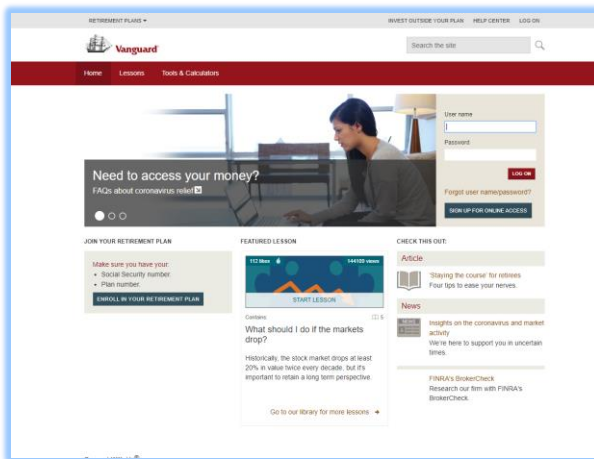 RETIREMENT PLANS
INVEST OUTSIDE YOUR PLAN HELP CENTER LOG ON
Vanguard
Search the site
Home Lessons Tools & Calculators
User name
Password
LOG ON
Forgot user name/password?
SIGN UP FOR ONLINE ACCESS
Need to access your money?
FAQs about coronavirus relief
JOIN YOUR RETIREMENT PLAN
Make sure you have your:
• Social Security number.
• Plan number.
ENROLL IN YOUR RETIREMENT PLAN
FEATURED LESSON
112 likes 144109 views
START LESSON
Contains 5
What should I do if the markets
drop?
Historically, the stock market drops at least
20% in value twice every decade, but it's
important to retain a long term perspective.
Go to our library for more lessons
CHECK THIS OUT:
Article
'Staying the course' for retirees
Four tips to ease your nerves.
News
NEWS
Insights on the coronavirus and market
activity
We're here to support you in uncertain
times.
FINRA's BrokerCheck
Research our firm with FINRA's
BrokerCheck.